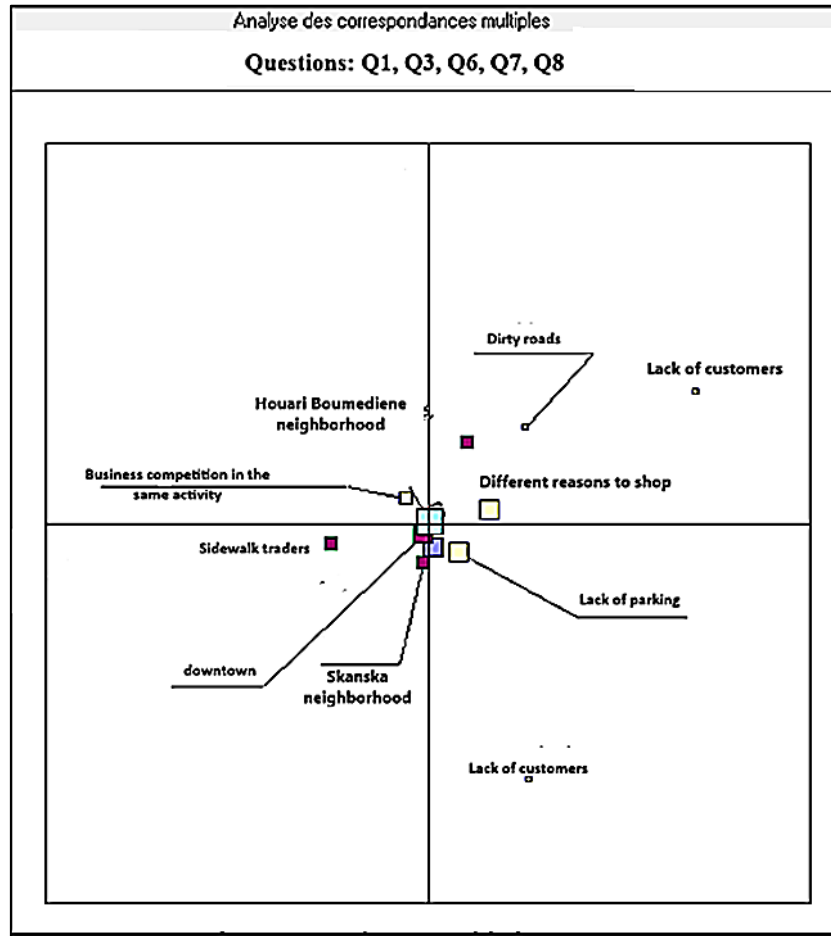 Analyse des correspondances multiples
Questions: Q1, Q3, Q6, Q7, Q8
Dirty roads
Lack of customers
Houari Boumediene
neighborhood
Business competition in the
same activity
Different reasons to shop
Sidewalk traders
Lack of parking
downtown
Skanska
neighborhood
Lack of customers